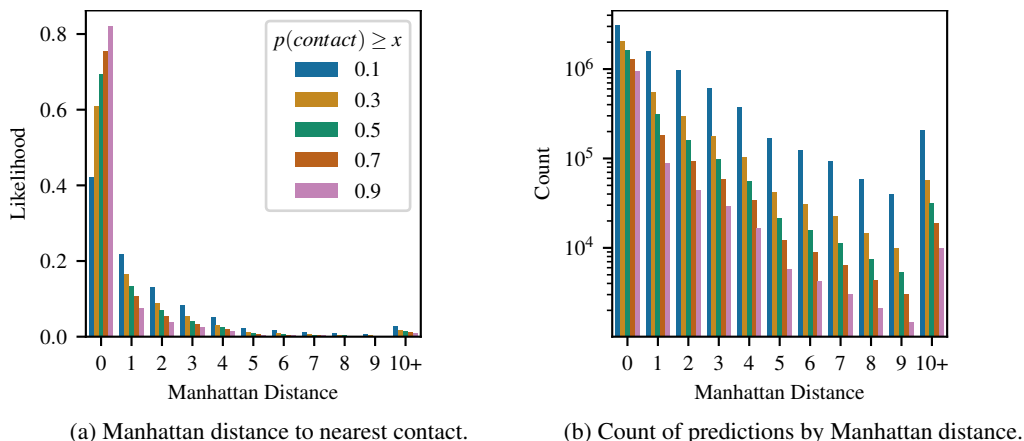 0.8
0.6
0.4
0.2
0.0
Likelihood
p(contact) ≥ x
0.1
0.3
0.5
0.7
0.9
0 1 2 3 4 5 6 7 8 9 10+
Manhattan Distance
(a) Manhattan distance to nearest contact.
10⁶
10⁵
10⁴
Count
0 1 2 3 4 5 6 7 8 9 10+
Manhattan Distance
(b) Count of predictions by Manhattan distance.